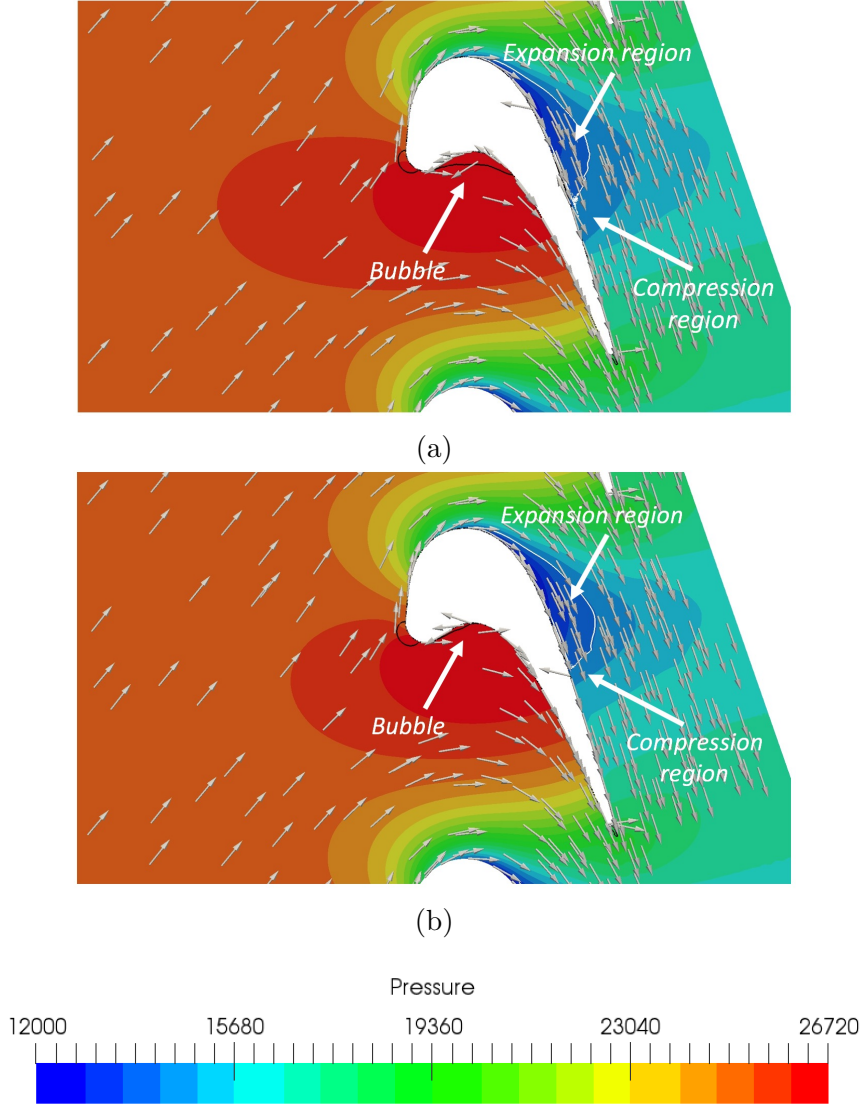 Expansion region
Bubble
Compression
region
(a)
Expansion region
Bubble
Compression
region
(b)
Pressure
12000 15680 19360 23040 26720